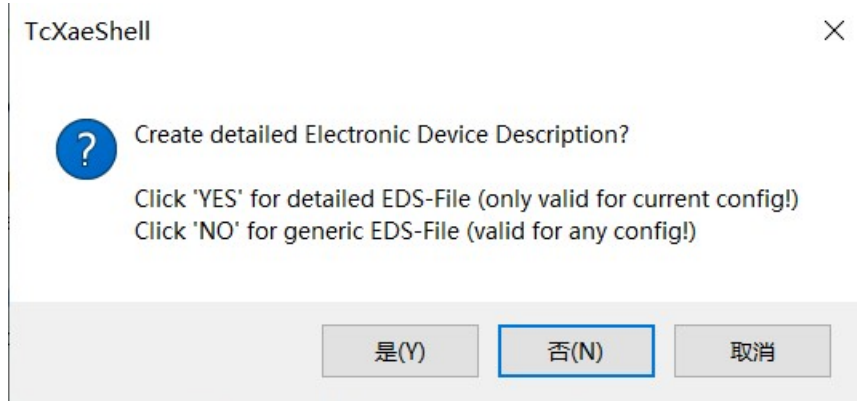 TcXaeShell
Create detailed Electronic Device Description?
Click 'YES' for detailed EDS-File (only valid for current config!)
Click 'NO' for generic EDS-File (valid for any config!)
是(Y)
否(N)
取消